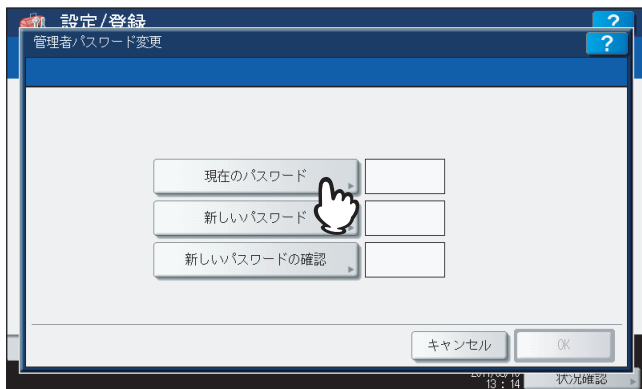 設定/登録
?
管理者パスワード変更
?
現在のパスワード
新しいパスワード
新しいパスワードの確認
キャンセル
OK
13 : 14
状況確認